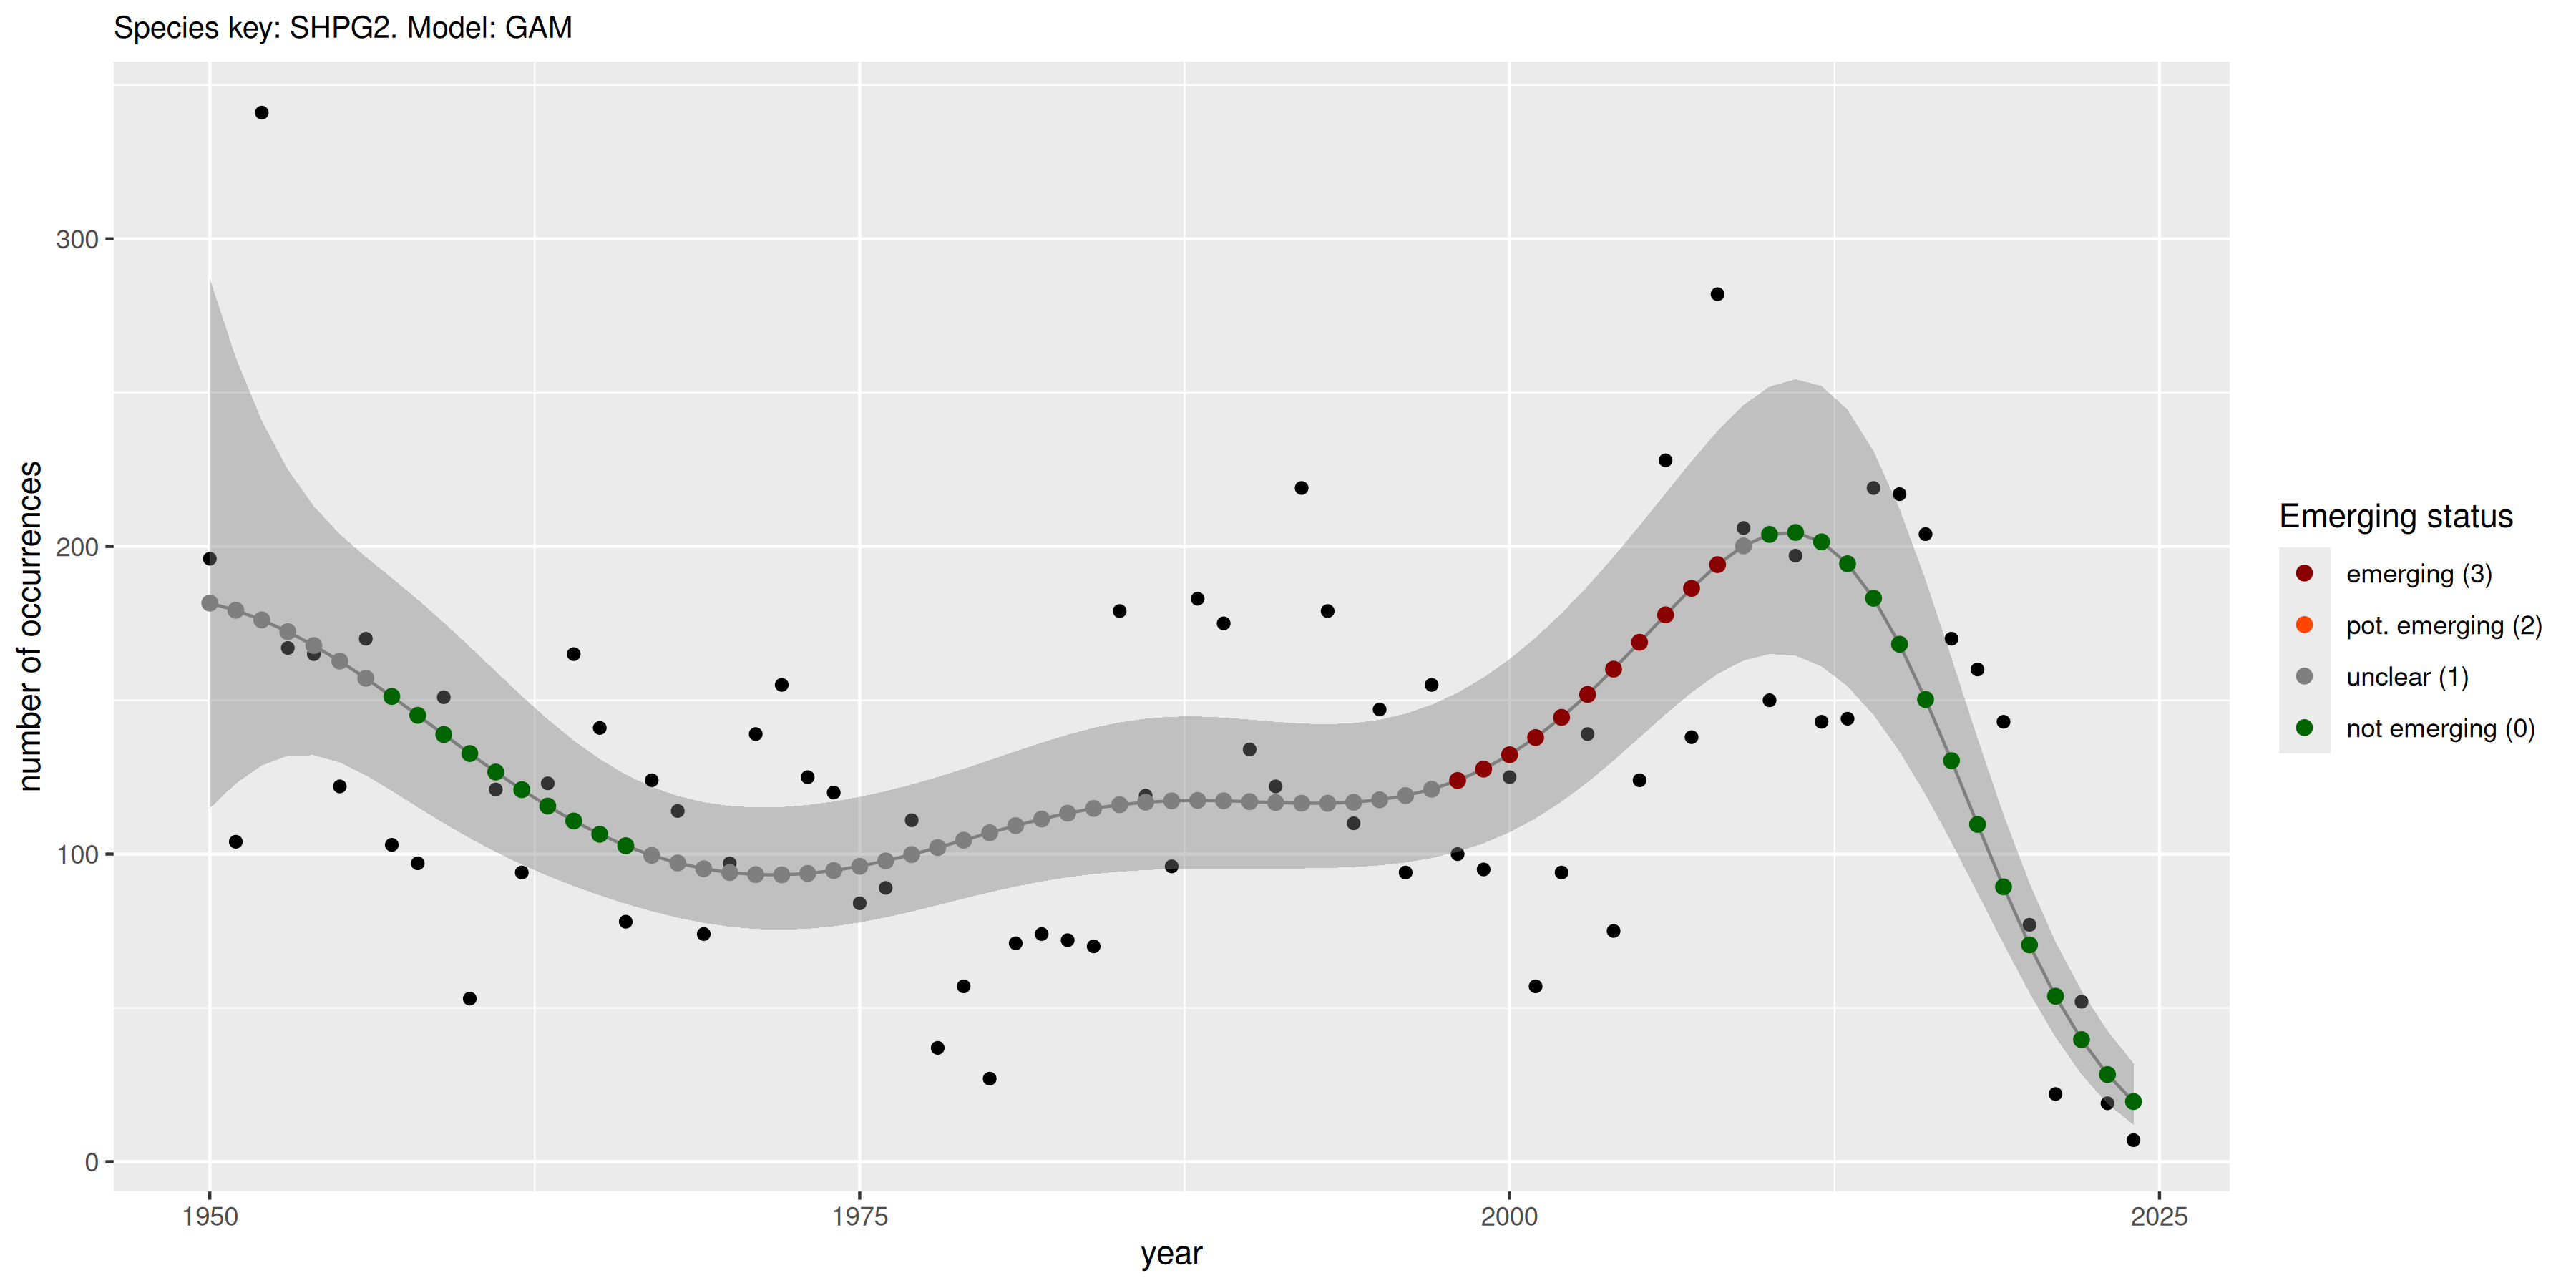 Species key: SHPG2. Model: GAM
number of occurrences
300
200
100
0
1950
1975
2000
2025
year
Emerging status
emerging (3)
pot. emerging (2)
unclear (1)
not emerging (0)